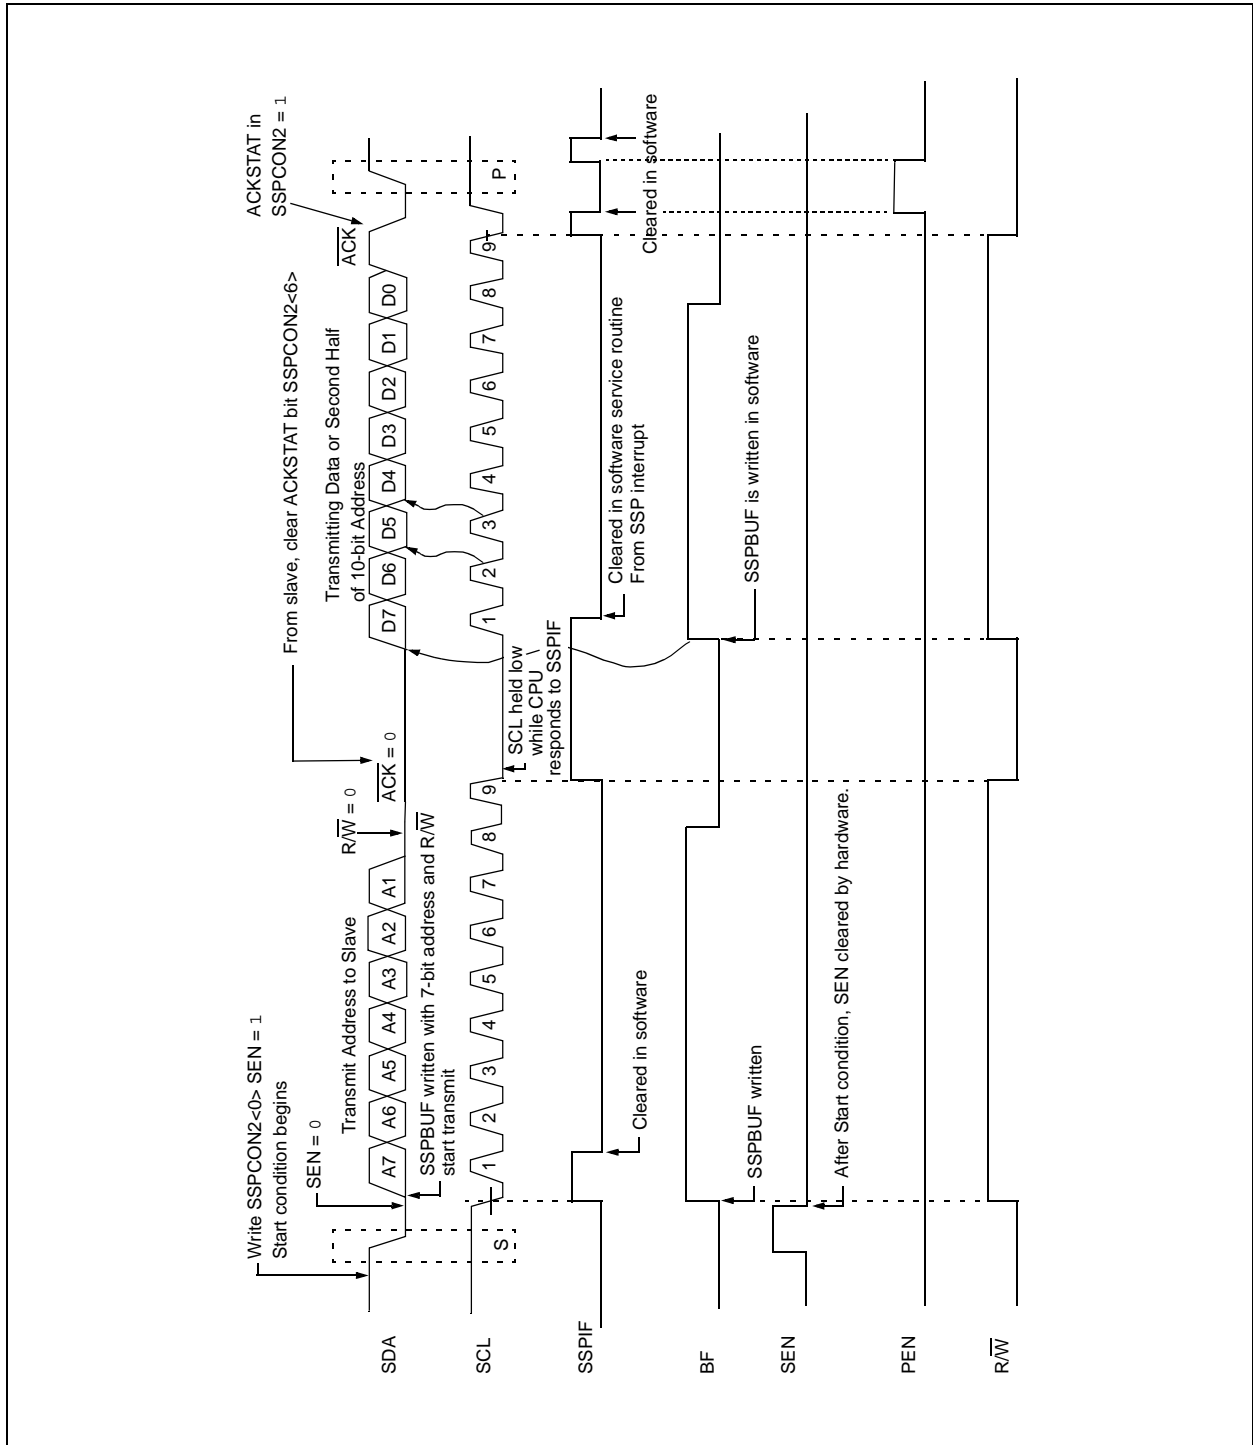 Write SSPCON2<0> SEN = 1
Start condition begins
SEN = 0
Transmit Address to Slave
R/W = 0
From slave, clear ACKSTAT bit SSPCON2<6>
ACK = 0
Transmitting Data or Second Half
of 10-bit Address
ACKSTAT in
SSPCON2 = 1
ACK
SDA
A7 A6 A5 A4 A3 A2 A1
D7 D6 D5 D4 D3 D2 D1 D0
SSPBUF written with 7-bit address and R/W
start transmit
SCL
S
1 2 3 4 5 6 7 8 9
1 2 3 4 5 6 7 8 9
P
SCL held low
while CPU
responds to SSPIF
SSPIF
Cleared in software
Cleared in software service routine
From SSP interrupt
Cleared in software
Cleared in software
BF
SSPBUF written
SSPBUF is written in software
SEN
After Start condition, SEN cleared by hardware.
PEN
R/W